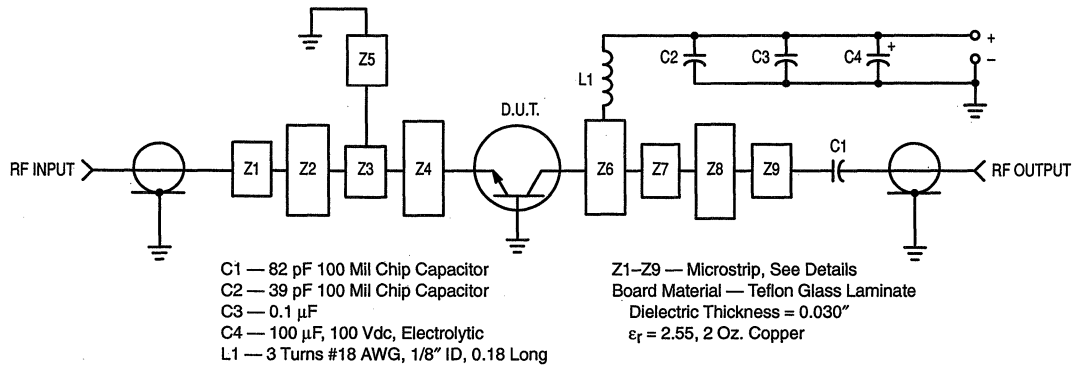 Z5
L1
C2
C3
C4
+
+
−
D.U.T.
RF INPUT
Z1
Z2
Z3
Z4
Z6
Z7
Z8
Z9
C1
RF OUTPUT
C1 — 82 pF 100 Mil Chip Capacitor
C2 — 39 pF 100 Mil Chip Capacitor
C3 — 0.1 µF
C4 — 100 µF, 100 Vdc, Electrolytic
L1 — 3 Turns #18 AWG, 1/8″ ID, 0.18 Long
Z1–Z9 — Microstrip, See Details
Board Material — Teflon Glass Laminate
Dielectric Thickness = 0.030″
εr = 2.55, 2 Oz. Copper